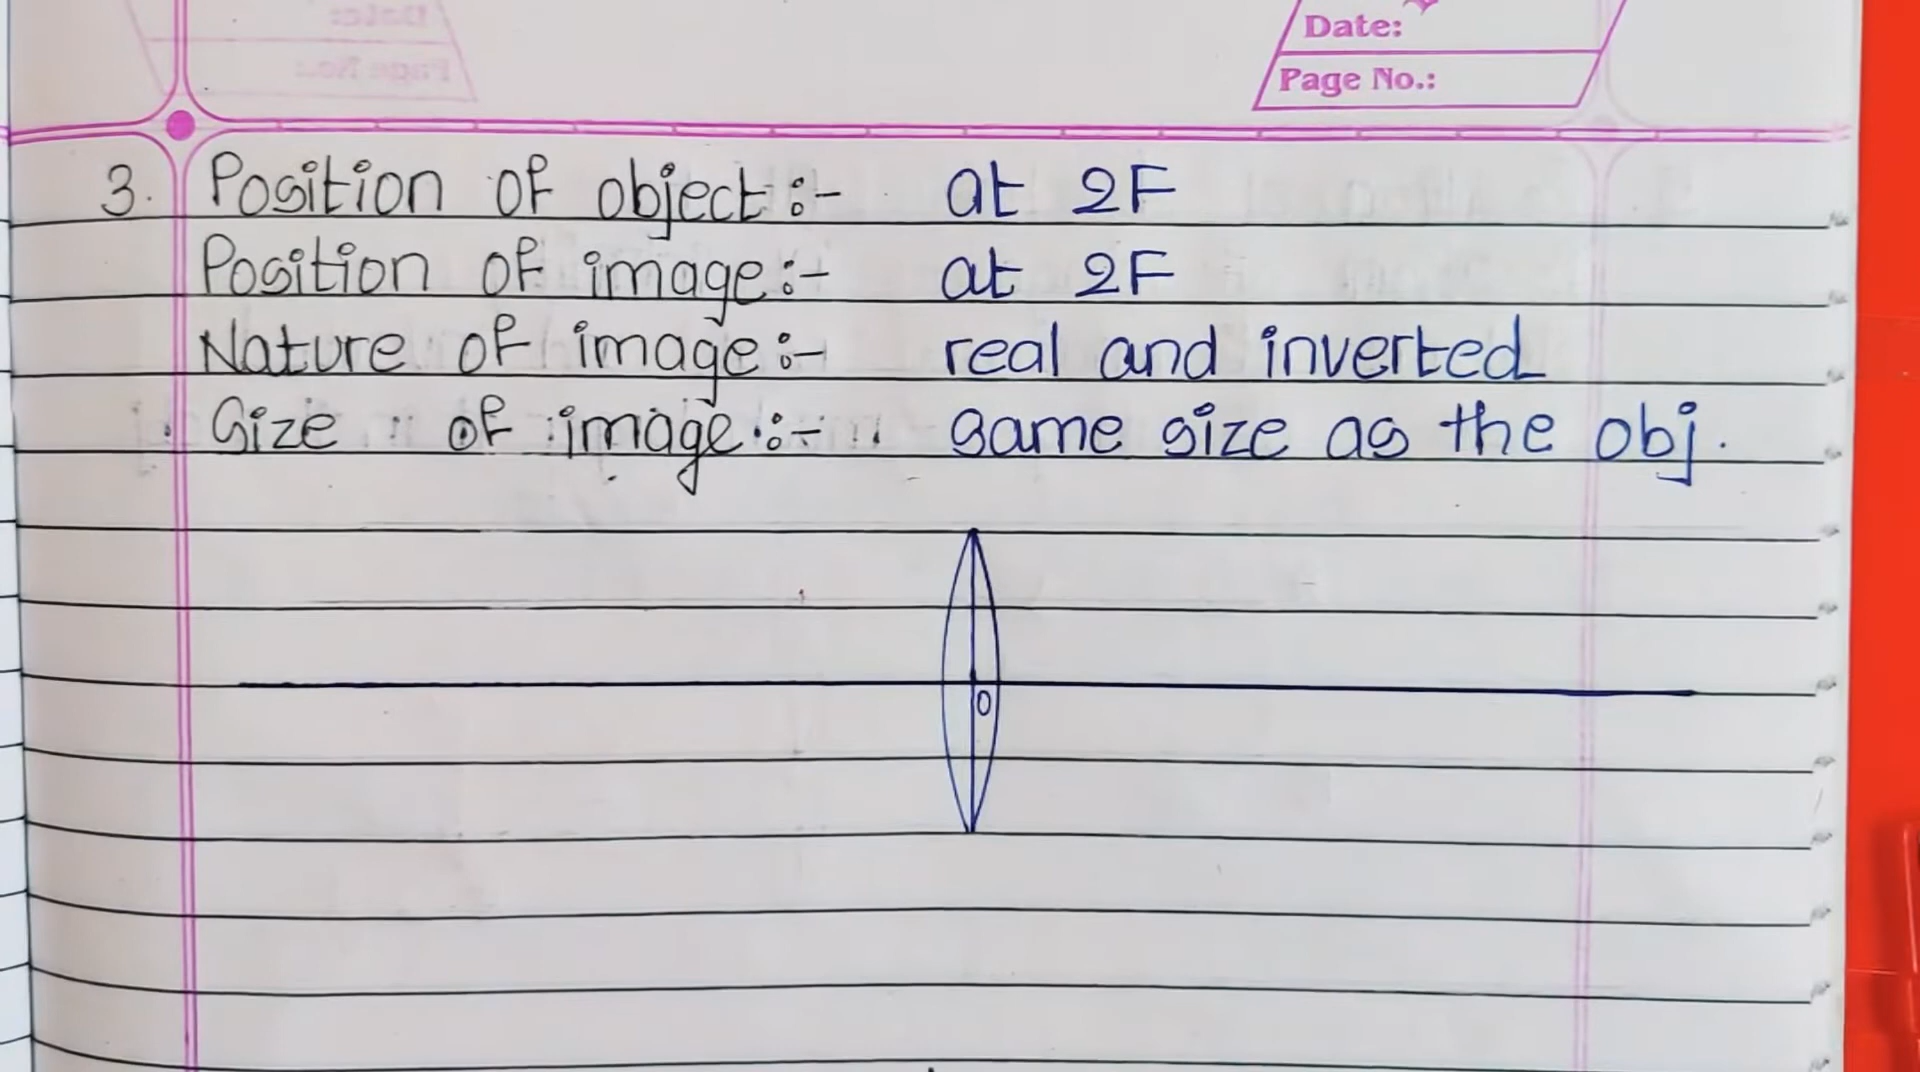 Date:
Page No.:
3. Position of object:- at 2F
Position of image:- at 2F
Nature of image:- real and inverted
Size of image:- same size as the obj.
O